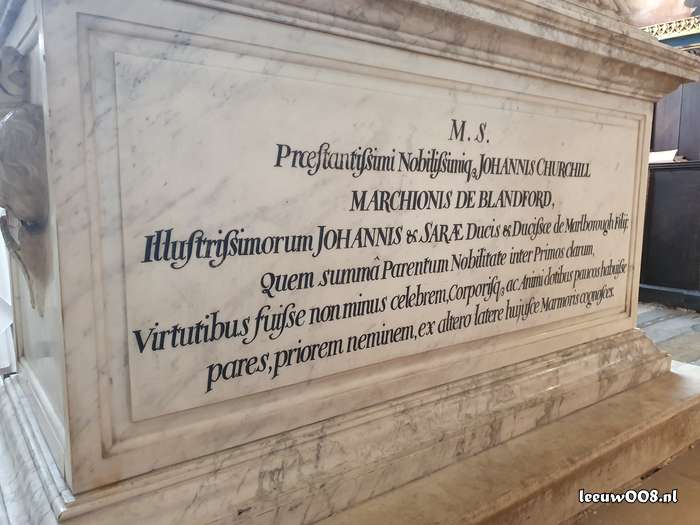 M. S.
Præſtantiſſimi Nobiliſſimiq; JOHANNIS CHURCHILL
MARCHIONIS DE BLANDFORD,
Illuſtriſſimorum JOHANNIS & SARÆ Ducis & Duciſsæ de Marlborough Filij;
Quem summâ Parentum Nobilitate inter Primos clarum,
Virtutibus fuiſse non minus celebrem, Corporiſq; ac Animi dotibus paucos habuiſse
pares, priorem neminem, ex altero latere hujuſce Marmoris cognoſces.
leeuw008.nl